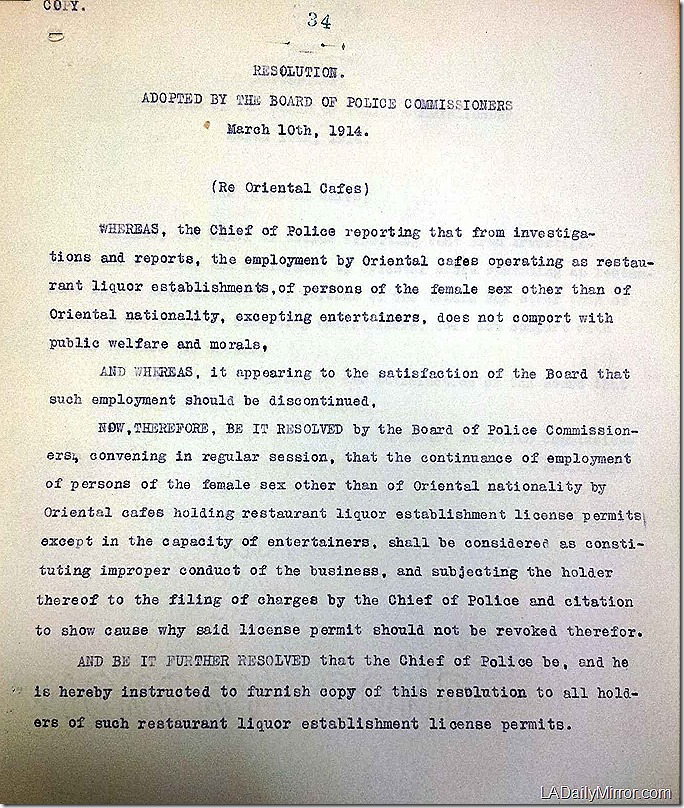 COPY.
34
RESOLUTION.
ADOPTED BY THE BOARD OF POLICE COMMISSIONERS
March 10th, 1914.
(Re Oriental Cafes)
WHEREAS, the Chief of Police reporting that from investiga-
tions and reports, the employment by Oriental cafes operating as restau-
rant liquor establishments,of persons of the female sex other than of
Oriental nationality, excepting entertainers, does not comport with
public welfare and morals,
AND WHEREAS, it appearing to the satisfaction of the Board that
such employment should be discontinued,
NOW,THEREFORE, BE IT RESOLVED by the Board of Police Commission-
ers, convening in regular session, that the continuance of employment
of persons of the female sex other than of Oriental nationality by
Oriental cafes holding restaurant liquor establishment license permits
except in the capacity of entertainers, shall be considered as consti-
tuting improper conduct of the business, and subjecting the holder
thereof to the filing of charges by the Chief of Police and citation
to show cause why said license permit should not be revoked therefor.
AND BE IT FURTHER RESOLVED that the Chief of Police be, and he
is hereby instructed to furnish copy of this resolution to all hold-
ers of such restaurant liquor establishment license permits.
LADailyMirror.com